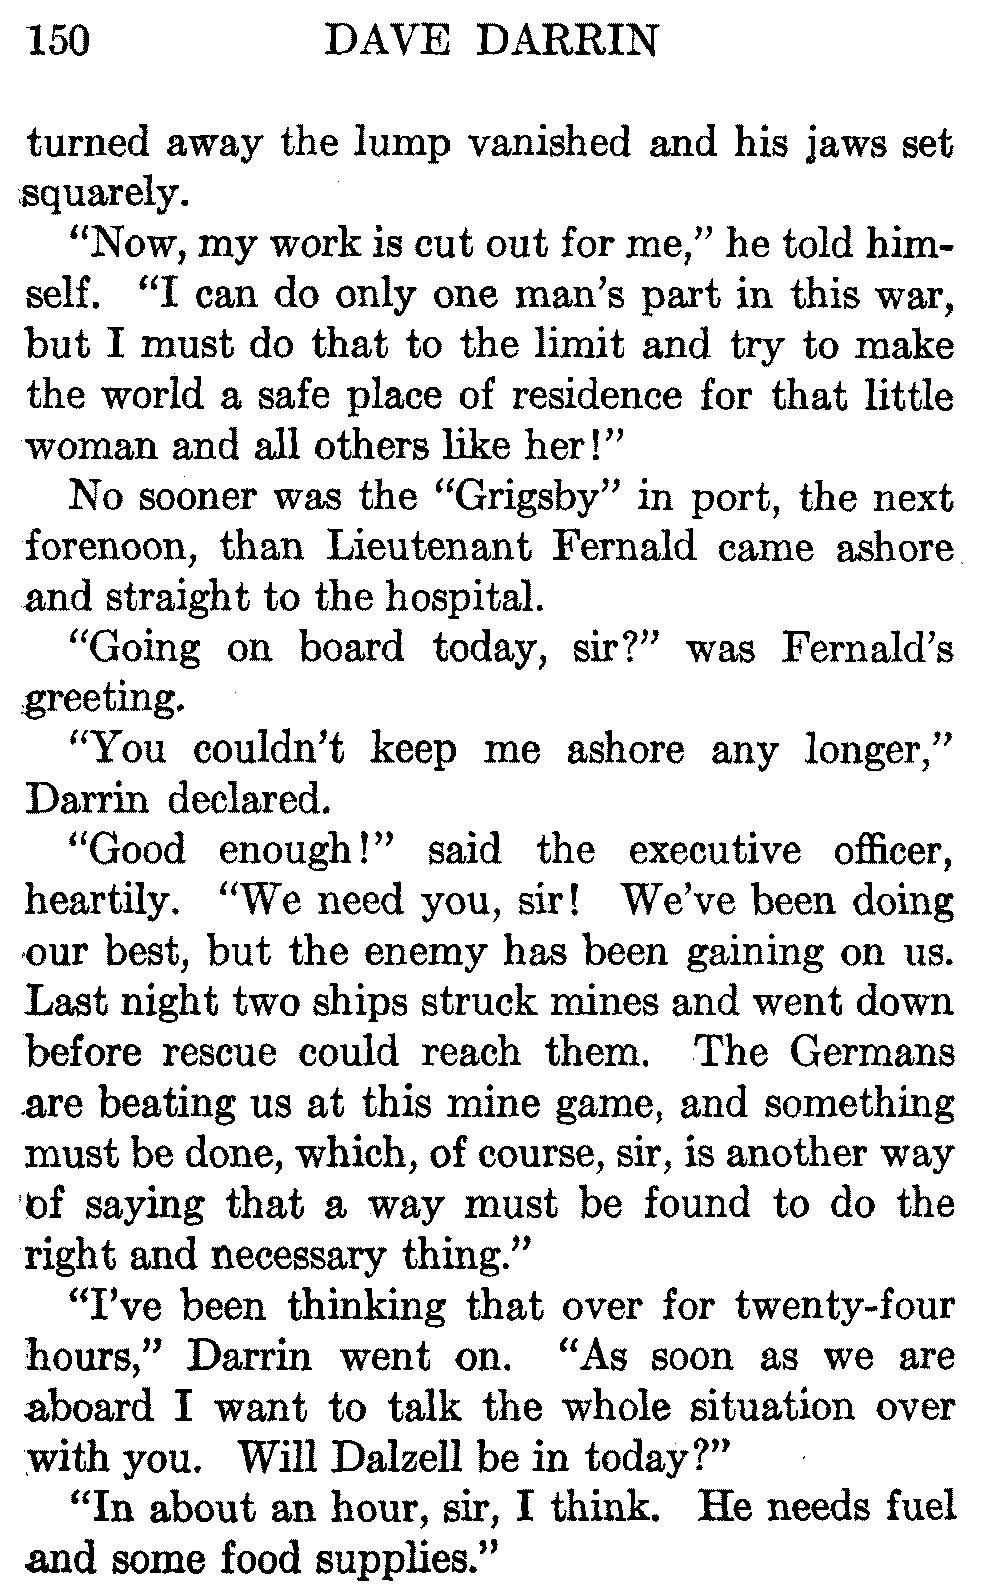 150 DAVE DARRIN
turned away the lump vanished and his jaws set
squarely.
“Now, my work is cut out for me,” he told him-
self. “I can do only one man’s part in this war,
but I must do that to the limit and try to make
the world a safe place of residence for that little
woman and all others like her!”
No sooner was the “Grigsby” in port, the next
forenoon, than Lieutenant Fernald came ashore
and straight to the hospital.
“Going on board today, sir?” was Fernald’s
greeting.
“You couldn’t keep me ashore any longer,”
Darrin declared.
“Good enough!” said the executive officer,
heartily. “We need you, sir! We’ve been doing
our best, but the enemy has been gaining on us.
Last night two ships struck mines and went down
before rescue could reach them. The Germans
are beating us at this mine game, and something
must be done, which, of course, sir, is another way
of saying that a way must be found to do the
right and necessary thing.”
“I’ve been thinking that over for twenty-four
hours,” Darrin went on. “As soon as we are
aboard I want to talk the whole situation over
with you. Will Dalzell be in today?”
“In about an hour, sir, I think. He needs fuel
and some food supplies.”